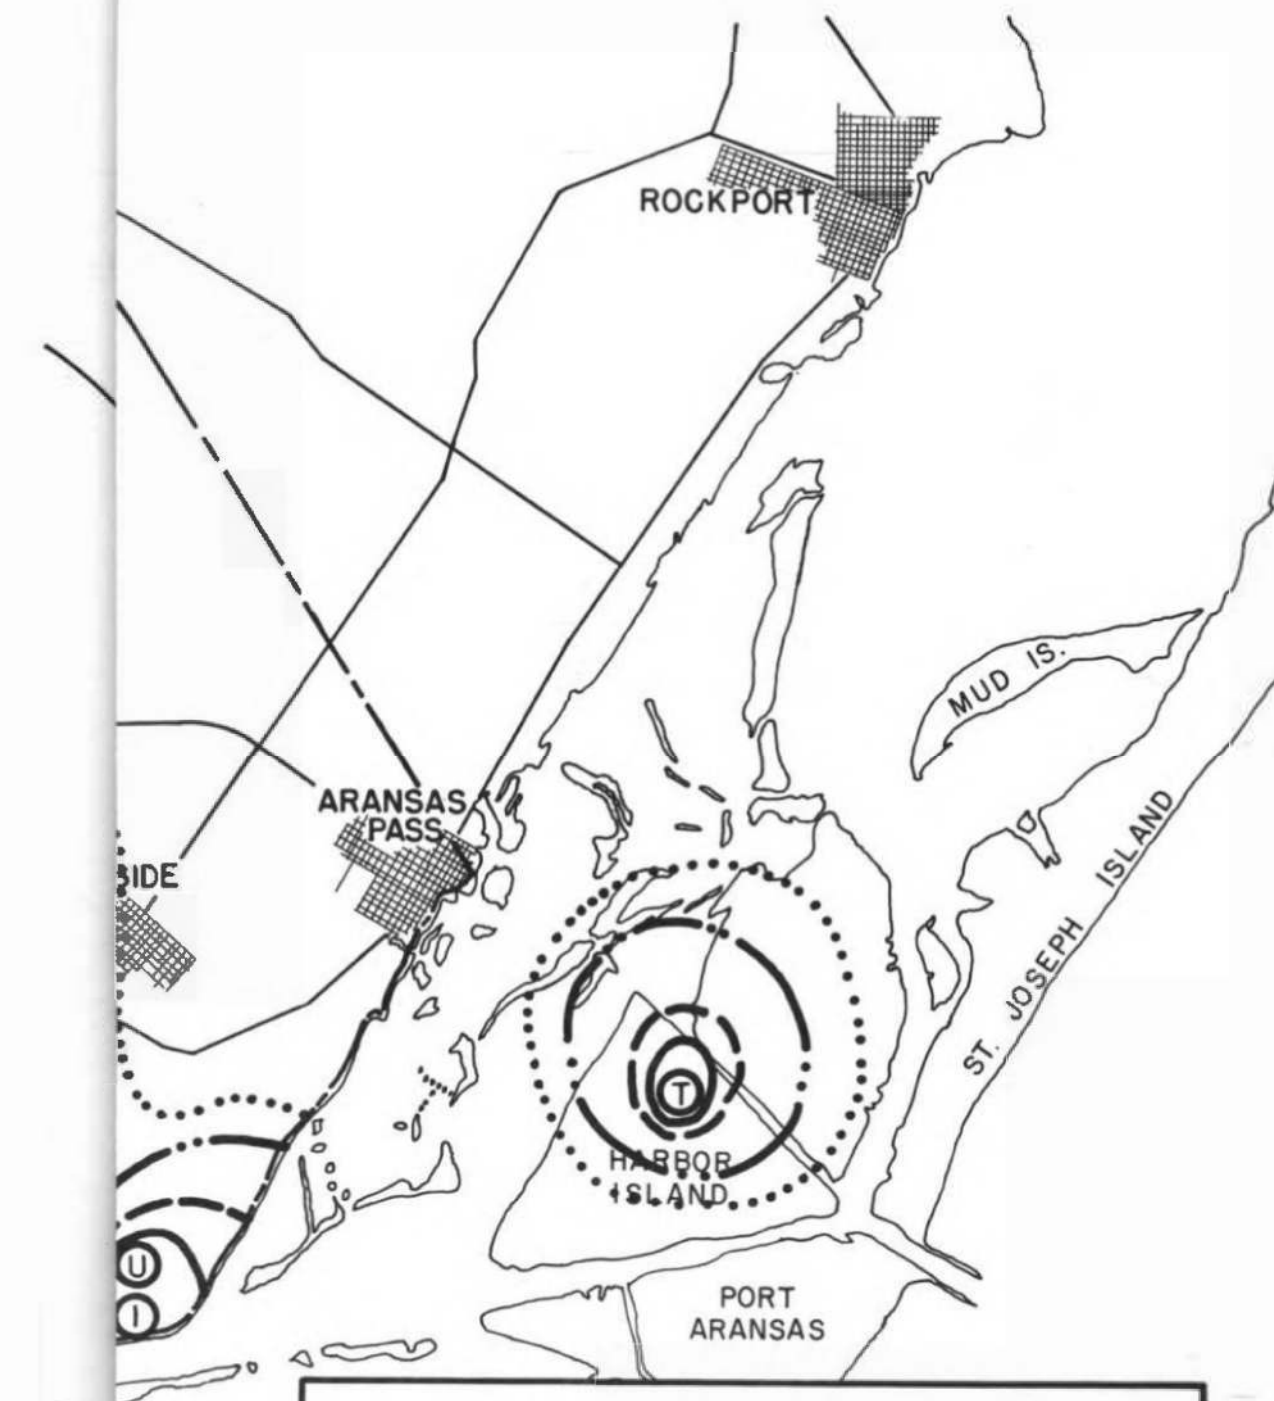 ROCKPORT
MUD IS.
ARANSAS
PASS
SIDE
ST. JOSEPH ISLAND
T
HARBOR
ISLAND
U
I
PORT
ARANSAS